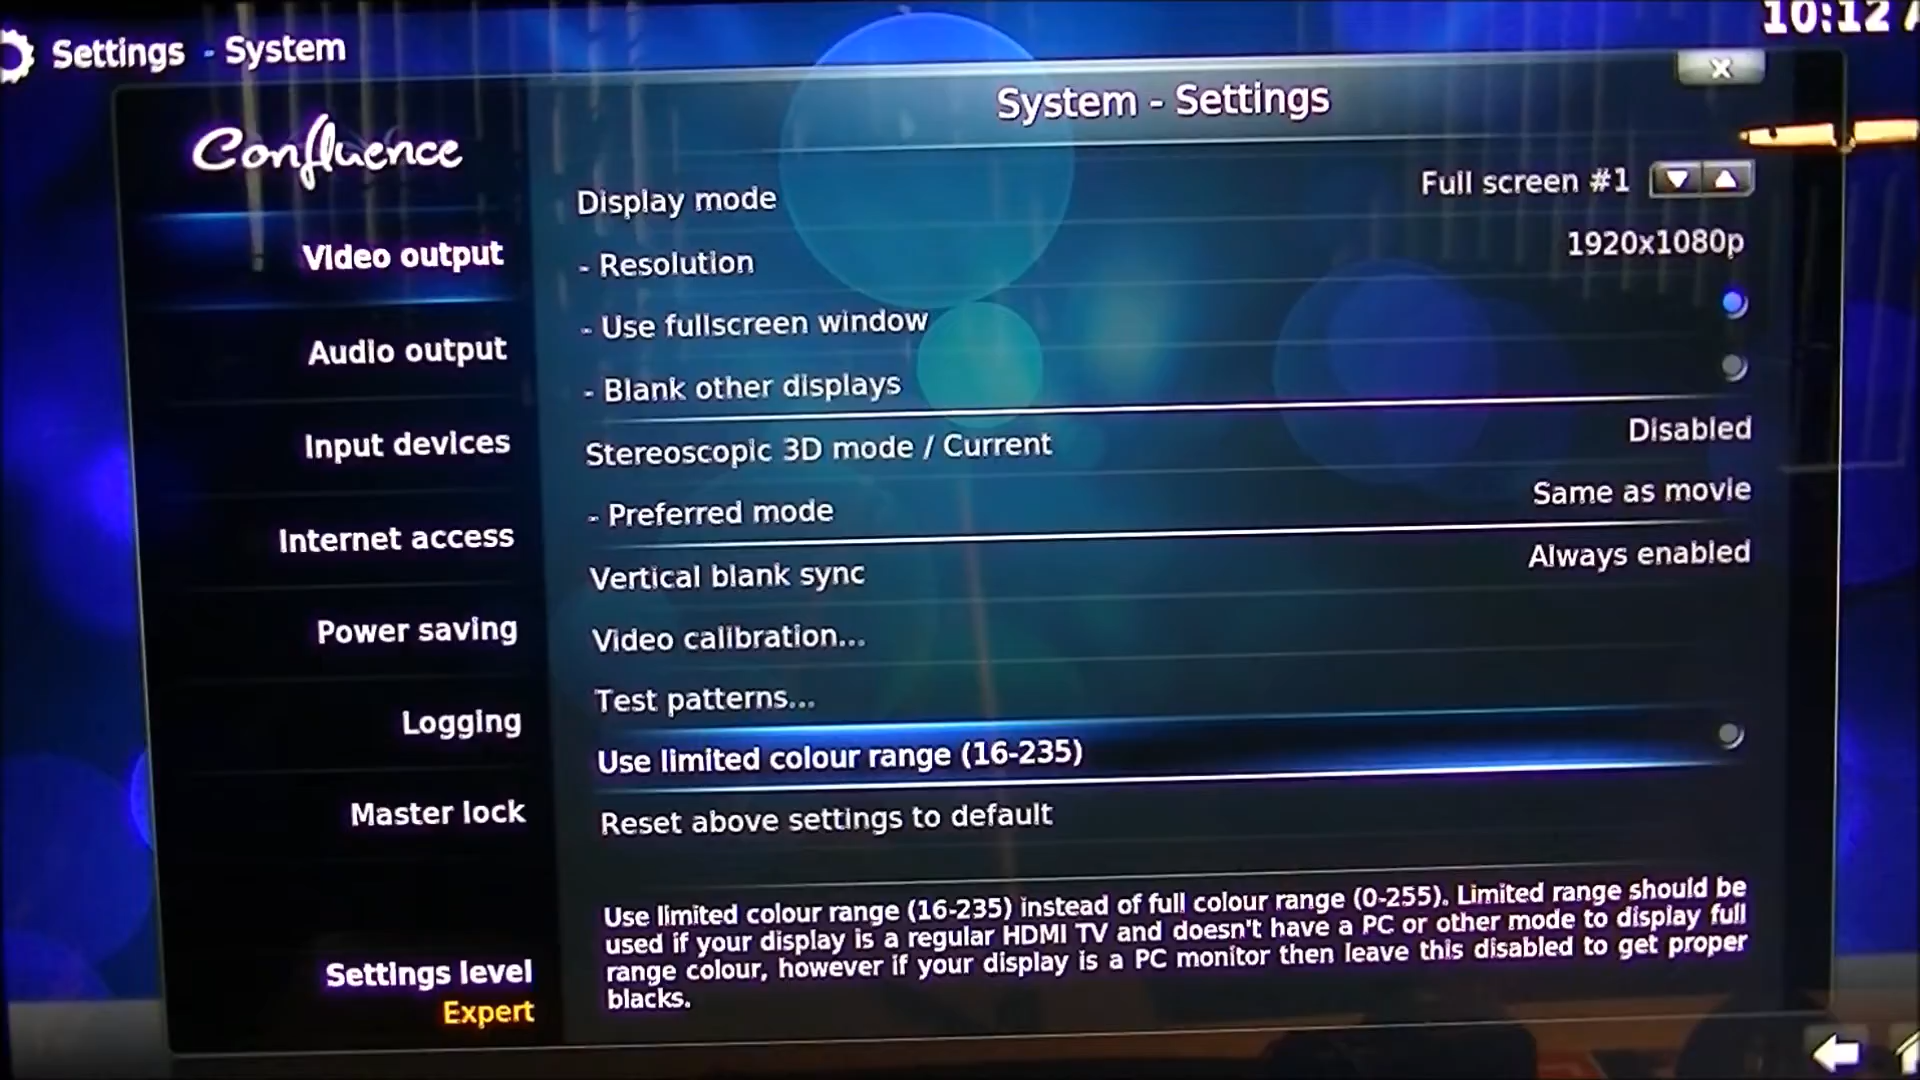 Settings - System
10:12
System - Settings
Confluence
Video output
Audio output
Input devices
Internet access
Power saving
Logging
Master lock
Settings level
Expert
Display mode
Full screen #1
- Resolution
1920x1080p
- Use fullscreen window
- Blank other displays
Stereoscopic 3D mode / Current
Disabled
- Preferred mode
Same as movie
Vertical blank sync
Always enabled
Video calibration...
Test patterns...
Use limited colour range (16-235)
Reset above settings to default
Use limited colour range (16-235) instead of full colour range (0-255). Limited range should be
used if your display is a regular HDMI TV and doesn't have a PC or other mode to display full
range colour, however if your display is a PC monitor then leave this disabled to get proper
blacks.